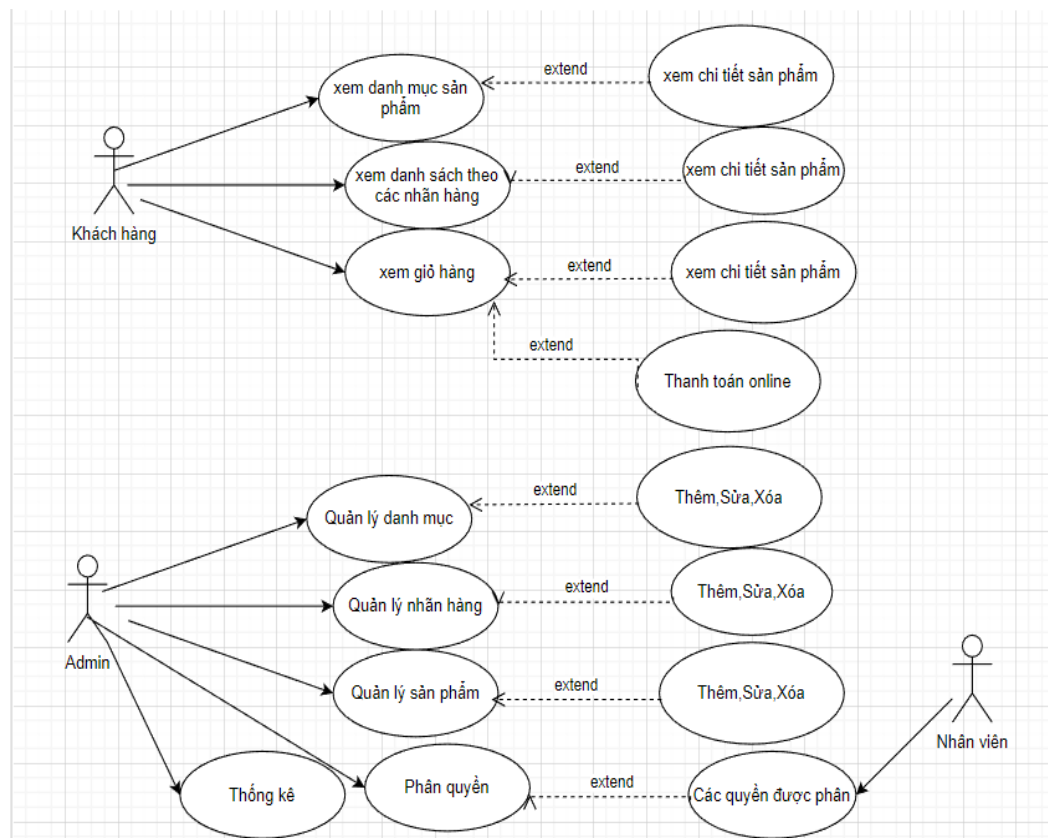 xem danh mục sản
phẩm
extend
xem chi tiết sản phẩm
Khách hàng
xem danh sách theo
các nhãn hàng
extend
xem chi tiết sản phẩm
xem giỏ hàng
extend
xem chi tiết sản phẩm
extend
Thanh toán online
Quản lý danh mục
extend
Thêm,Sửa,Xóa
Admin
Quản lý nhãn hàng
extend
Thêm,Sửa,Xóa
Quản lý sản phẩm
extend
Thêm,Sửa,Xóa
Nhân viên
Thống kê
Phân quyền
extend
Các quyền được phân